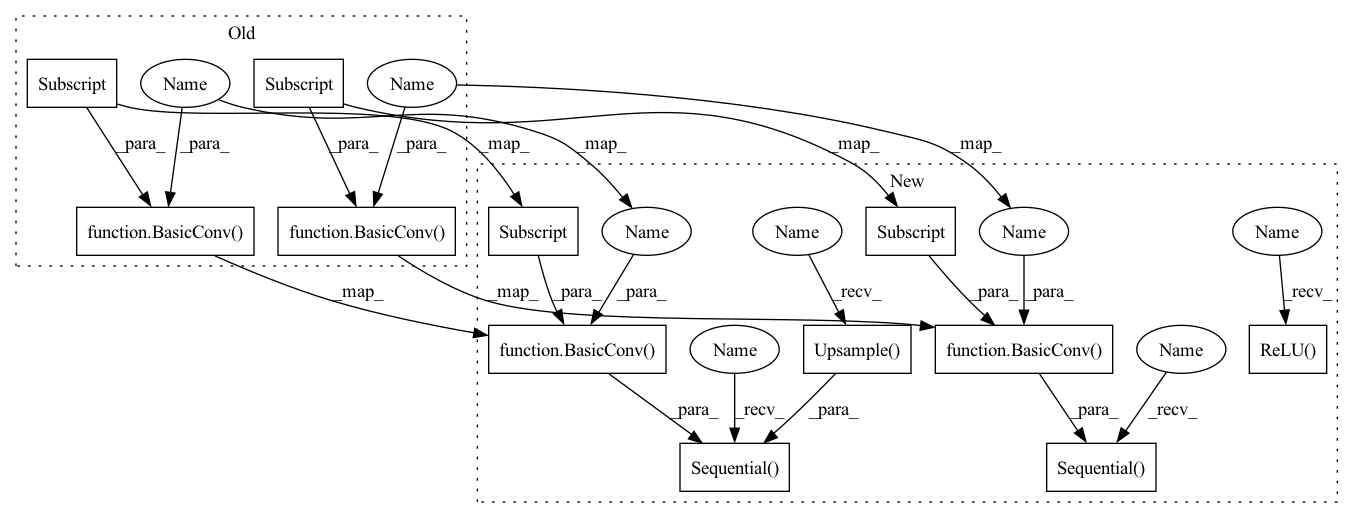 Old
Subscript
Name
Subscript
Name
_para_
_para_
_para_
_para_
_map_
_map_
_map_
_map_
New
function.BasicConv()
function.BasicConv()
Subscript
Name
Name
Subscript
Name
Name
_map_
_map_
_para_
_para_
_recv_
_para_
_para_
_recv_
function.BasicConv()
Name
Upsample()
function.BasicConv()
Name
ReLU()
_para_
_recv_
_para_
_para_
_recv_
Sequential()
Sequential()